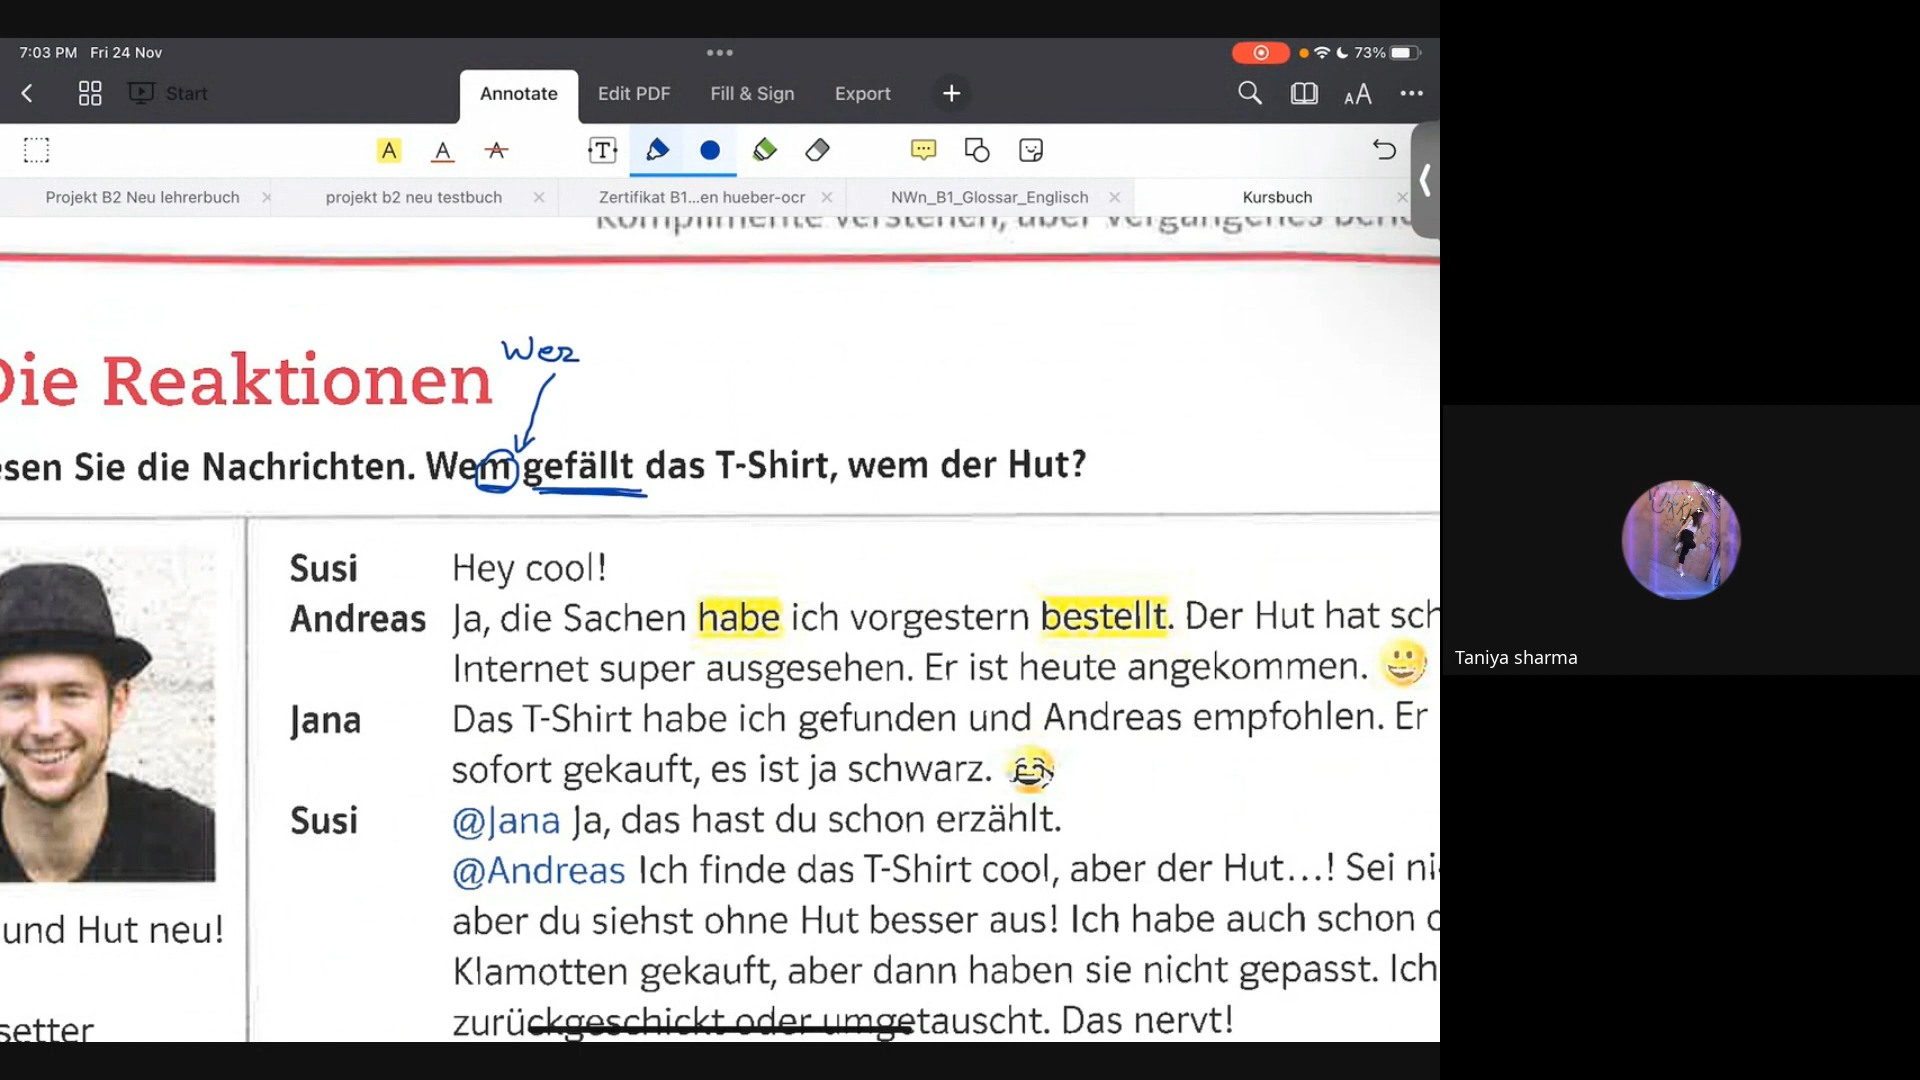 7:03 PM Fri 24 Nov
73%
Start
Annotate
Edit PDF
Fill & Sign
Export
Projekt B2 Neu lehrerbuch
projekt b2 neu testbuch
Zertifikat B1...en hueber-ocr
NWn_B1_Glossar_Englisch
Kursbuch
Komplimente verstehen, über Vergangenes
Wer
Die Reaktionen
esen Sie die Nachrichten. Wem gefällt das T-Shirt, wem der Hut?
Susi Hey cool!
Andreas Ja, die Sachen habe ich vorgestern bestellt. Der Hut hat sch
Internet super ausgesehen. Er ist heute angekommen.
Jana Das T-Shirt habe ich gefunden und Andreas empfohlen. Er
sofort gekauft, es ist ja schwarz.
Susi @Jana Ja, das hast du schon erzählt.
@Andreas Ich finde das T-Shirt cool, aber der Hut...! Sei ni
aber du siehst ohne Hut besser aus! Ich habe auch schon
Klamotten gekauft, aber dann haben sie nicht gepasst. Ich
zurückgeschickt oder umgetauscht. Das nervt!
und Hut neu!
setter
Taniya sharma